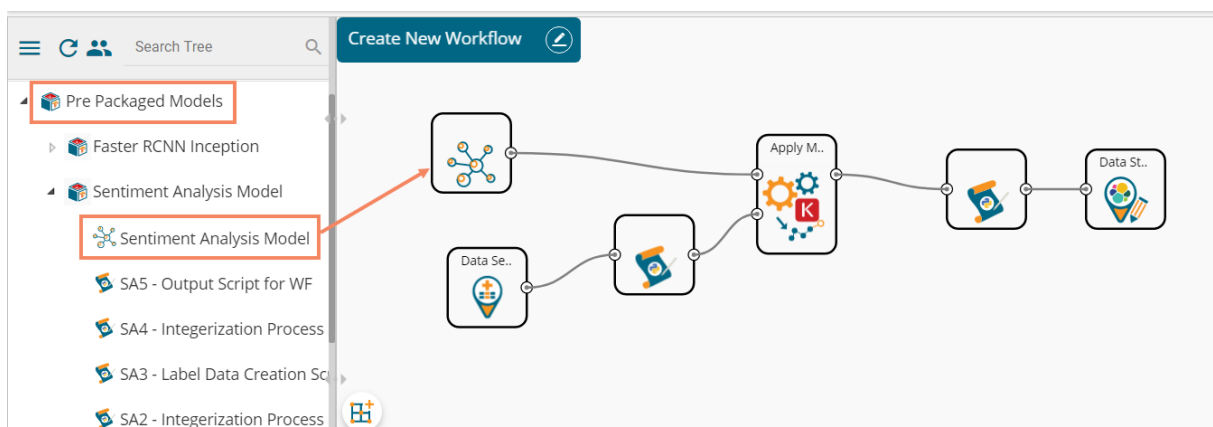 Search Tree
Create New Workflow
Pre Packaged Models
Faster RCNN Inception
Sentiment Analysis Model
Sentiment Analysis Model
SA5 - Output Script for WF
SA4 - Integerization Process
SA3 - Label Data Creation Sc
SA2 - Integerization Process
Apply M..
K
Data St..
Data Se..